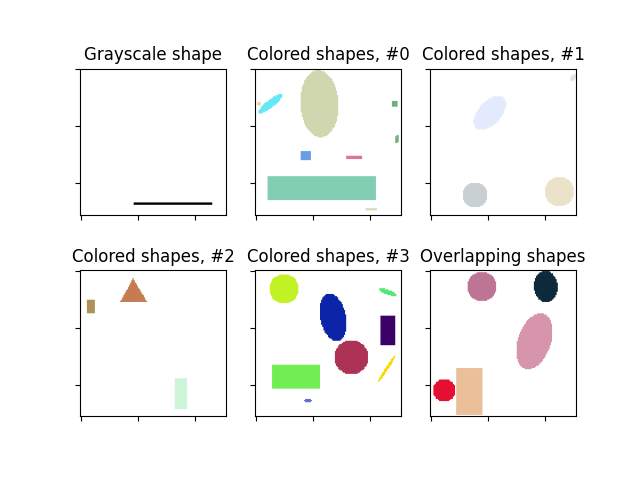 Grayscale shape
Colored shapes, #0
Colored shapes, #1
Colored shapes, #2
Colored shapes, #3
Overlapping shapes